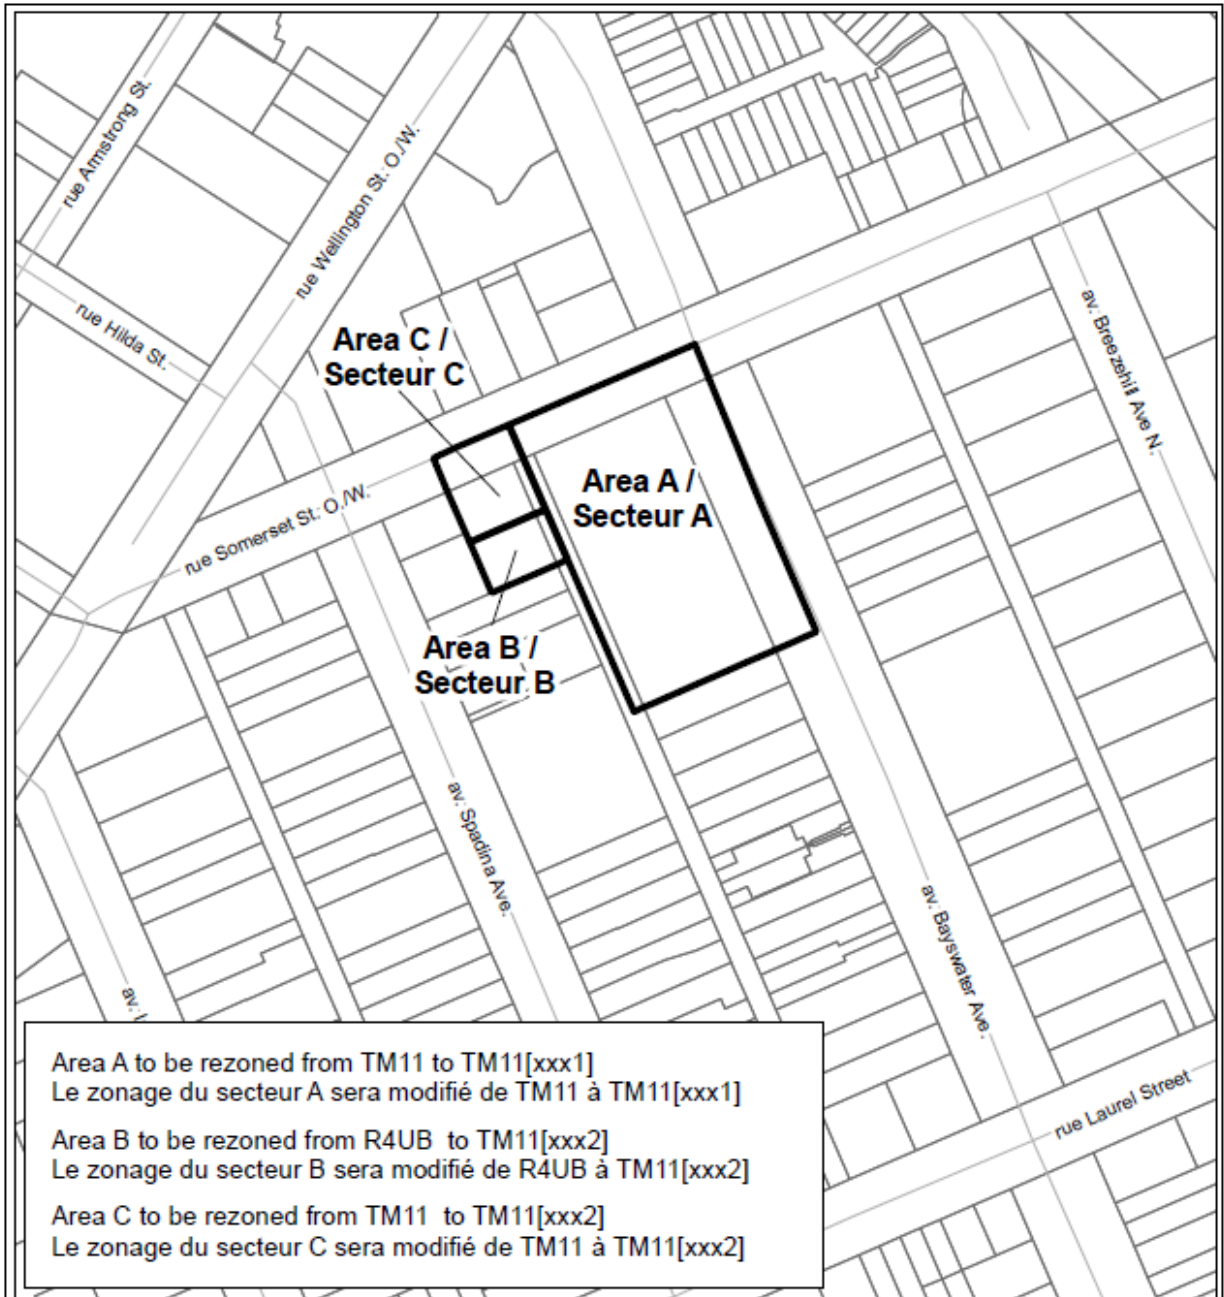 rue Armstrong St.
rue Wellington St. O./W.
rue Hilda St.
av. Breezehill Ave N.
Area C /
Secteur C
Area A /
Secteur A
rue Somerset St. O./W.
Area B /
Secteur B
av. Spadina Ave.
av. Bayswater Ave.
av.
rue Laurel Street
Area A to be rezoned from TM11 to TM11[xxx1]
Le zonage du secteur A sera modifié de TM11 à TM11[xxx1]
Area B to be rezoned from R4UB to TM11[xxx2]
Le zonage du secteur B sera modifié de R4UB à TM11[xxx2]
Area C to be rezoned from TM11 to TM11[xxx2]
Le zonage du secteur C sera modifié de TM11 à TM11[xxx2]